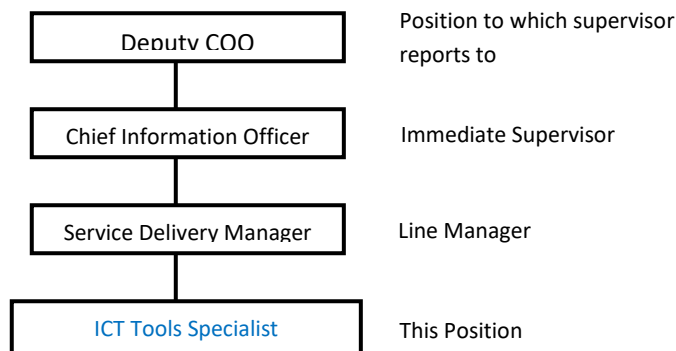 Deputy COO
Position to which supervisor
reports to
Chief Information Officer
Immediate Supervisor
Service Delivery Manager
Line Manager
ICT Tools Specialist
This Position